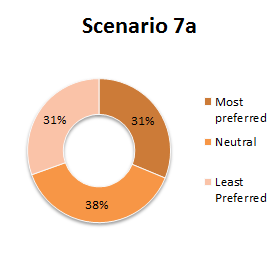 Scenario 7a
31%
31%
38%
Most
preferred
Neutral
Least
Preferred